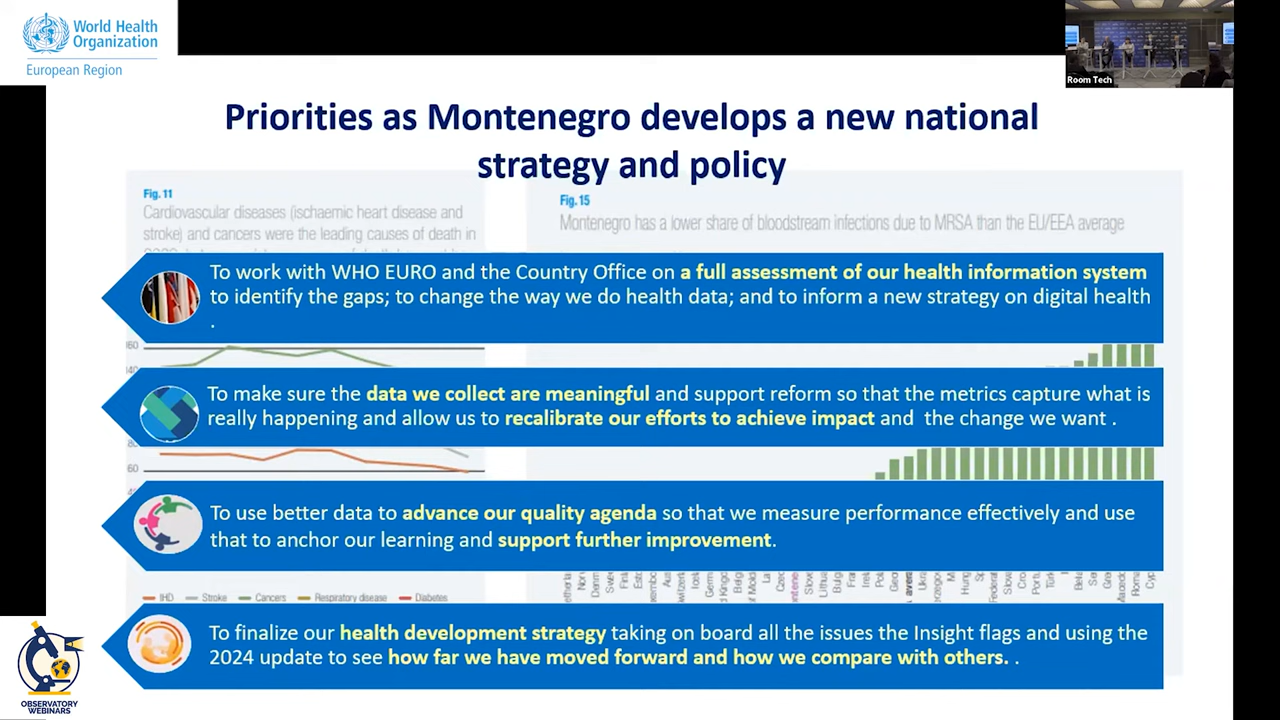 World Health
Organization
European Region
Room Tech
Priorities as Montenegro develops a new national
strategy and policy
Fig. 11
Cardiovascular diseases (ischaemic heart disease and
stroke) and cancers were the leading causes of death in
Fig. 15
Montenegro has a lower share of bloodstream infections due to MRSA than the EU/EEA average
To work with WHO EURO and the Country Office on a full assessment of our health information system
to identify the gaps; to change the way we do health data; and to inform a new strategy on digital health
.
160
140
To make sure the data we collect are meaningful and support reform so that the metrics capture what is
really happening and allow us to recalibrate our efforts to achieve impact and  the change we want .
80
60
To use better data to advance our quality agenda so that we measure performance effectively and use
that to anchor our learning and support further improvement.
IHD Stroke Cancers Respiratory disease Diabetes
To finalize our health development strategy taking on board all the issues the Insight flags and using the
2024 update to see how far we have moved forward and how we compare with others. .
OBSERVATORY
WEBINARS